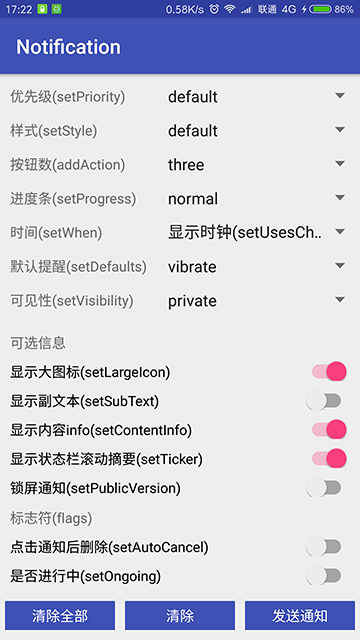 17:22 0.58K/s 联通 4G 86%
Notification
优先级(setPriority) default
样式(setStyle) default
按钮数(addAction) three
进度条(setProgress) normal
时间(setWhen) 显示时钟(setUsesCh..
默认提醒(setDefaults) vibrate
可见性(setVisibility) private
可选信息
显示大图标(setLargeIcon)
显示副文本(setSubText)
显示内容info(setContentInfo)
显示状态栏滚动摘要(setTicker)
锁屏通知(setPublicVersion)
标志符(flags)
点击通知后删除(setAutoCancel)
是否进行中(setOngoing)
清除全部 清除 发送通知